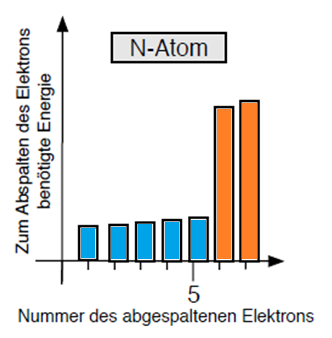 N-Atom
Zum Abspalten des Elektrons
benötigte Energie
5
Nummer des abgespaltenen Elektrons